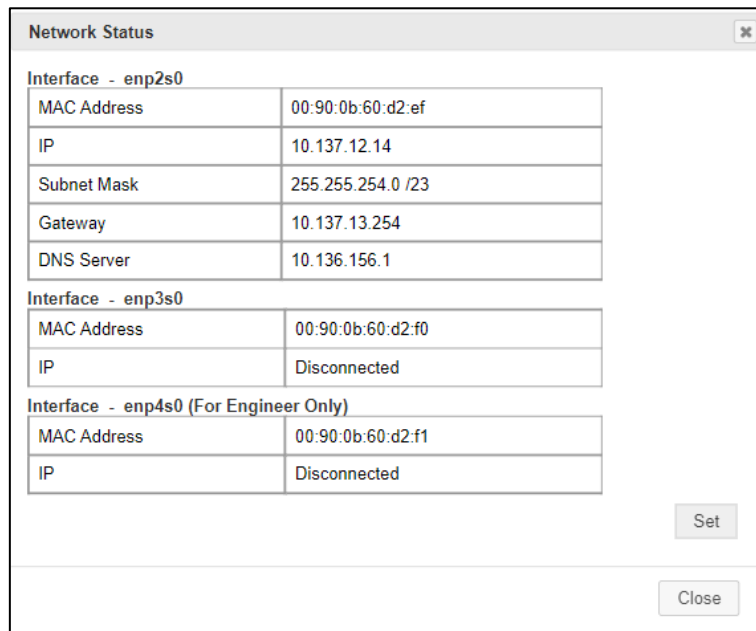 Network Status
Interface - enp2s0
MAC Address 00:90:0b:60:d2:ef
IP 10.137.12.14
Subnet Mask 255.255.254.0 /23
Gateway 10.137.13.254
DNS Server 10.136.156.1
Interface - enp3s0
MAC Address 00:90:0b:60:d2:f0
IP Disconnected
Interface - enp4s0 (For Engineer Only)
MAC Address 00:90:0b:60:d2:f1
IP Disconnected
Set
Close